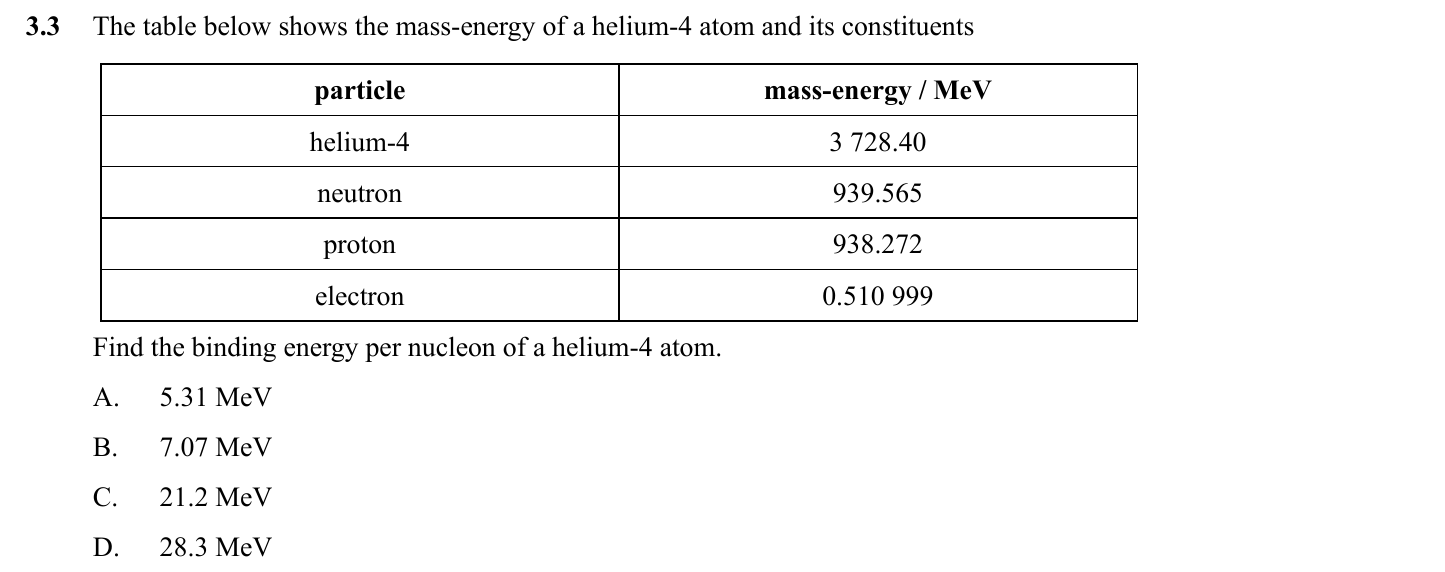 3.3 The table below shows the mass-energy of a helium-4 atom and its constituents
particle mass-energy / MeV
helium-4 3 728.40
neutron 939.565
proton 938.272
electron 0.510 999
Find the binding energy per nucleon of a helium-4 atom.
A. 5.31 MeV
B. 7.07 MeV
C. 21.2 MeV
D. 28.3 MeV